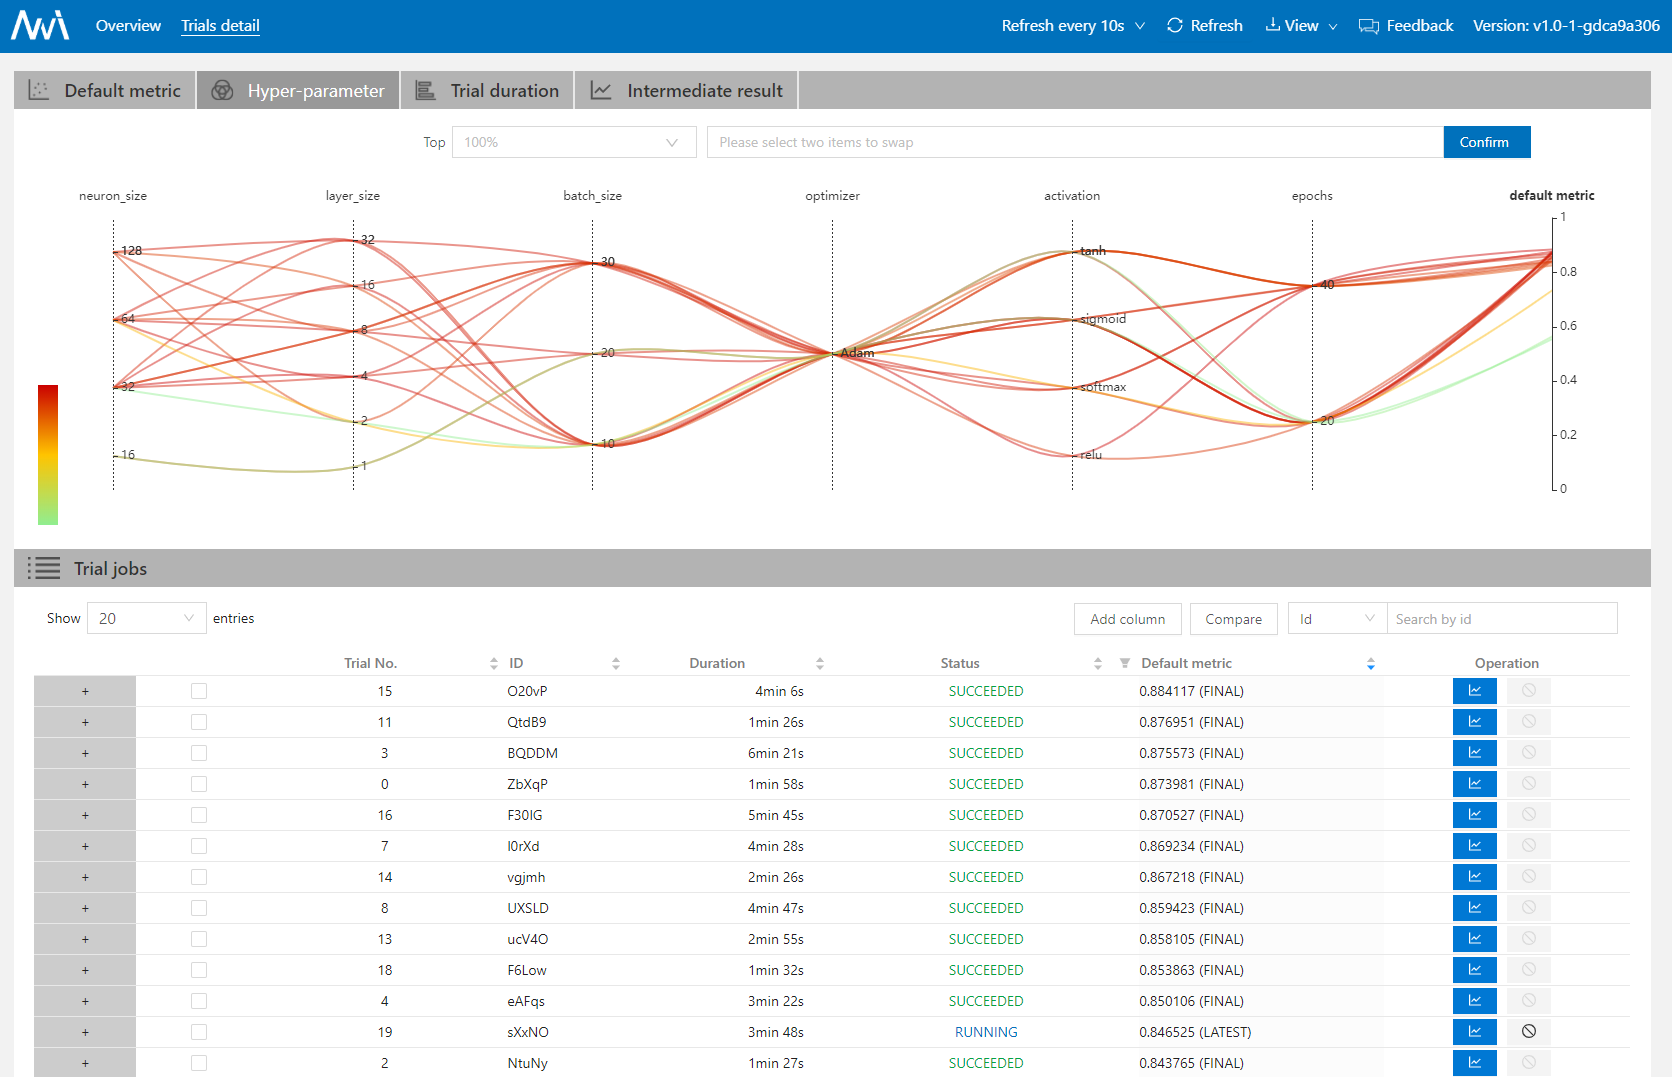 Overview Trials detail Refresh every 10s Refresh View Feedback Version: v1.0-1-gdca9a306
Default metric Hyper-parameter Trial duration Intermediate result
Top 100% Please select two items to swap Confirm
neuron_size layer_size batch_size optimizer activation epochs default metric
1
32
128 tanh
30
0.8
16 40
64 sigmoid
0.6
8
20 Adam
4 0.4
32 softmax
2 20
0.2
10
16 relu
1
0
Trial jobs
Show 20 entries Add column Compare Id Search by id
Trial No. ID Duration Status Default metric Operation
+ 15 O20vP 4min 6s SUCCEEDED 0.884117 (FINAL)
+ 11 QtdB9 1min 26s SUCCEEDED 0.876951 (FINAL)
+ 3 BQDDM 6min 21s SUCCEEDED 0.875573 (FINAL)
+ 0 ZbXqP 1min 58s SUCCEEDED 0.873981 (FINAL)
+ 16 F30IG 5min 45s SUCCEEDED 0.870527 (FINAL)
+ 7 I0rXd 4min 28s SUCCEEDED 0.869234 (FINAL)
+ 14 vgjmh 2min 26s SUCCEEDED 0.867218 (FINAL)
+ 8 UXSLD 4min 47s SUCCEEDED 0.859423 (FINAL)
+ 13 ucV4O 2min 55s SUCCEEDED 0.858105 (FINAL)
+ 18 F6Low 1min 32s SUCCEEDED 0.853863 (FINAL)
+ 4 eAFqs 3min 22s SUCCEEDED 0.850106 (FINAL)
+ 19 sXxNO 3min 48s RUNNING 0.846525 (LATEST)
+ 2 NtuNy 1min 27s SUCCEEDED 0.843765 (FINAL)